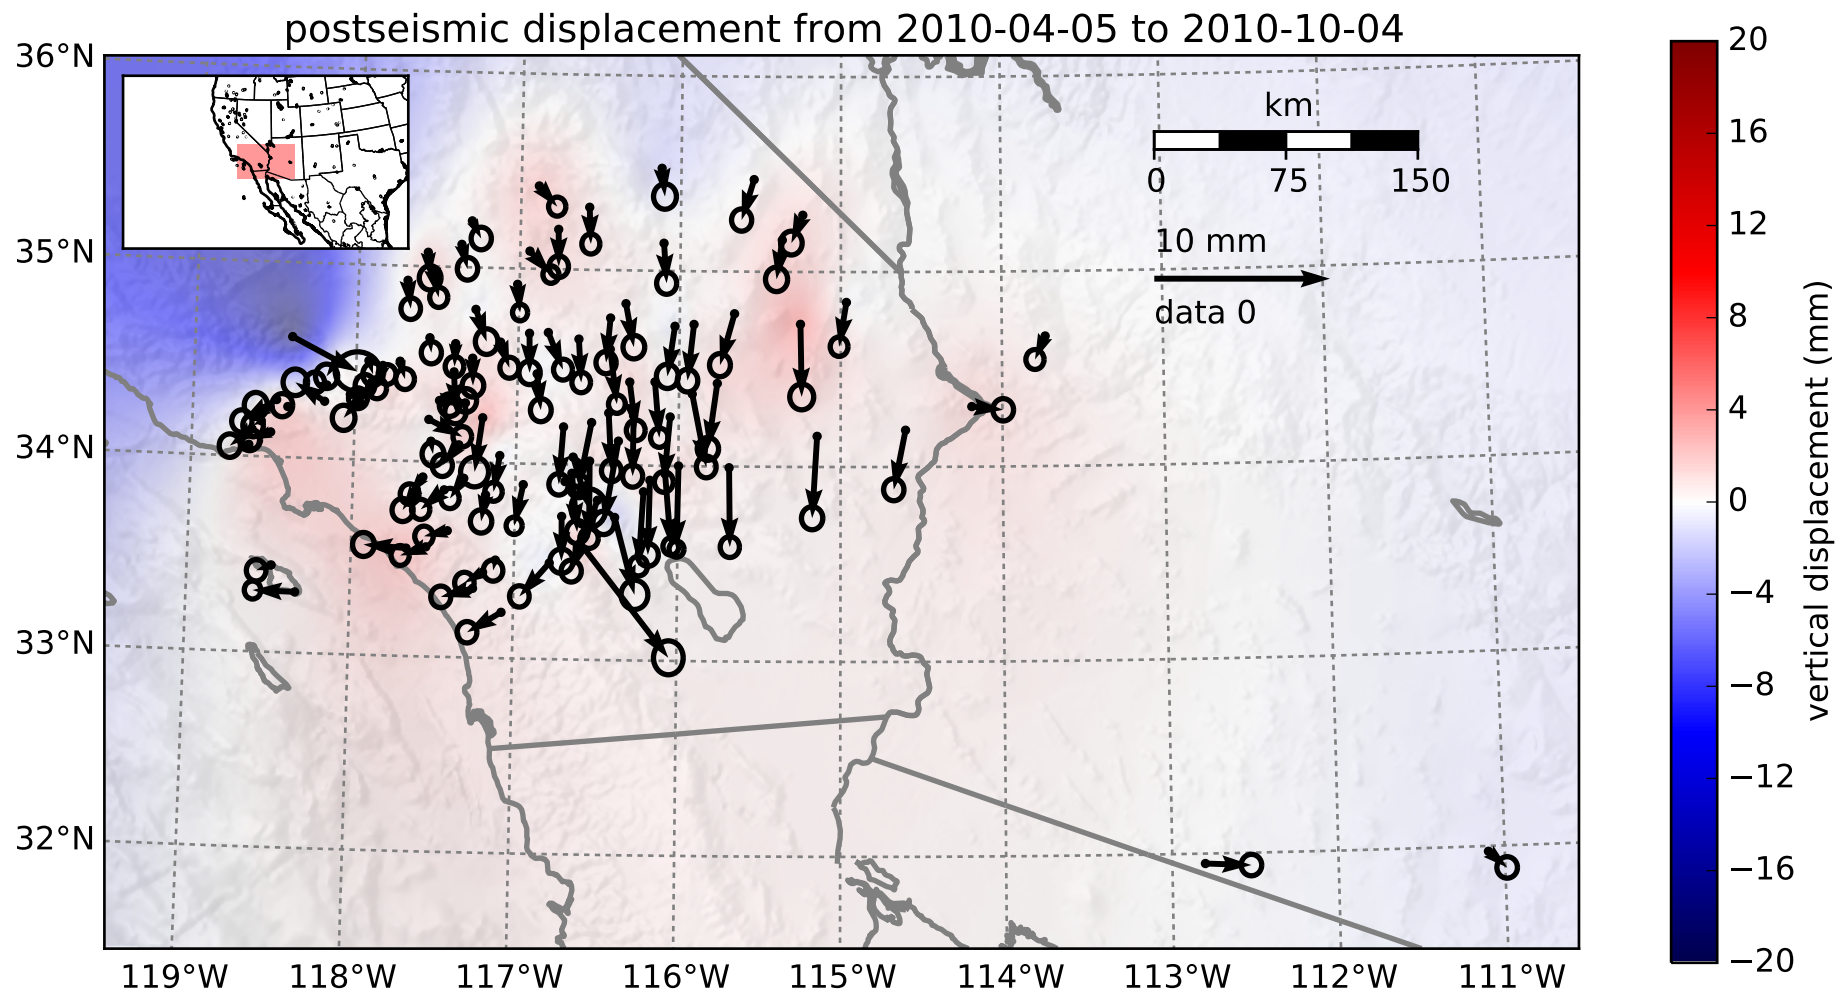 postseismic displacement from 2010-04-05 to 2010-10-04
36°N
35°N
34°N
33°N
32°N
119°W
118°W
117°W
116°W
115°W
114°W
113°W
112°W
111°W
km
0
75
150
10 mm
data 0
20
16
12
8
4
0
−4
−8
−12
−16
−20
vertical displacement (mm)